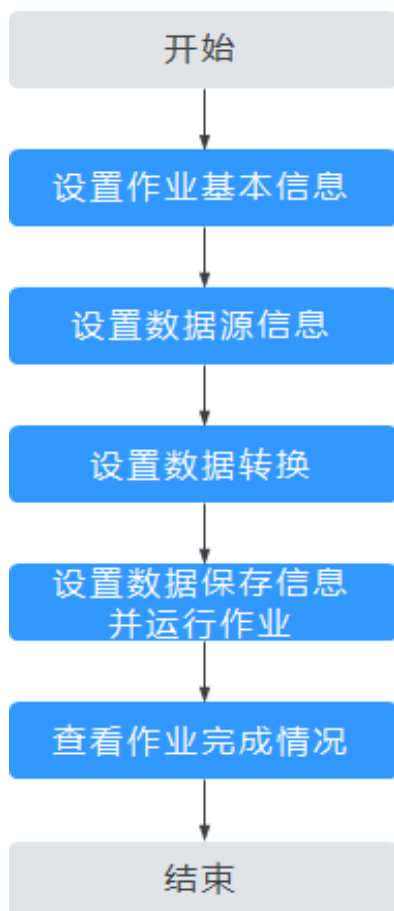 开始
设置作业基本信息
设置数据源信息
设置数据转换
设置数据保存信息
并运行作业
查看作业完成情况
结束